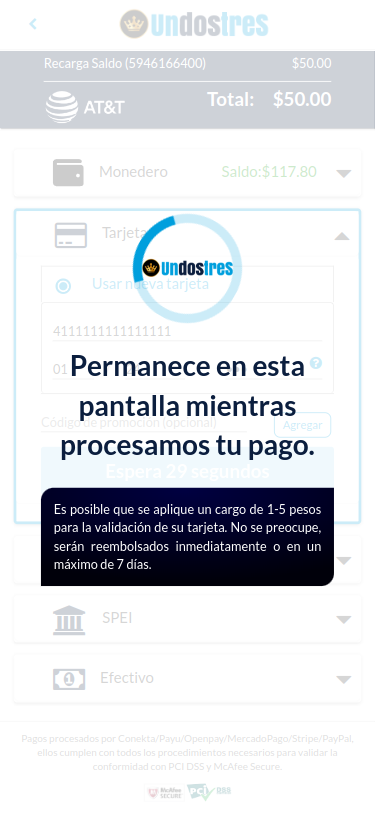 undostres
Recarga Saldo (5946166400) $50.00
AT&T Total: $50.00
Monedero Saldo:$117.80
Tarjeta
undostres
Usar nueva tarjeta
4111111111111111
01
Permanece en esta
pantalla mientras
procesamos tu pago.
Código de promoción (opcional) Agregar
Espera 29 segundos
Es posible que se aplique un cargo de 1-5 pesos
para la validación de su tarjeta. No se preocupe,
serán reembolsados inmediatamente o en un
máximo de 7 días.
SPEI
Efectivo
Pagos procesados por Conekta/Payu/Openpay/MercadoPago/Stripe/PayPal,
ellos cumplen con todos los procedimientos necesarios para validar la
conformidad con PCI DSS y McAfee Secure.
McAfee
SECURE
PCI